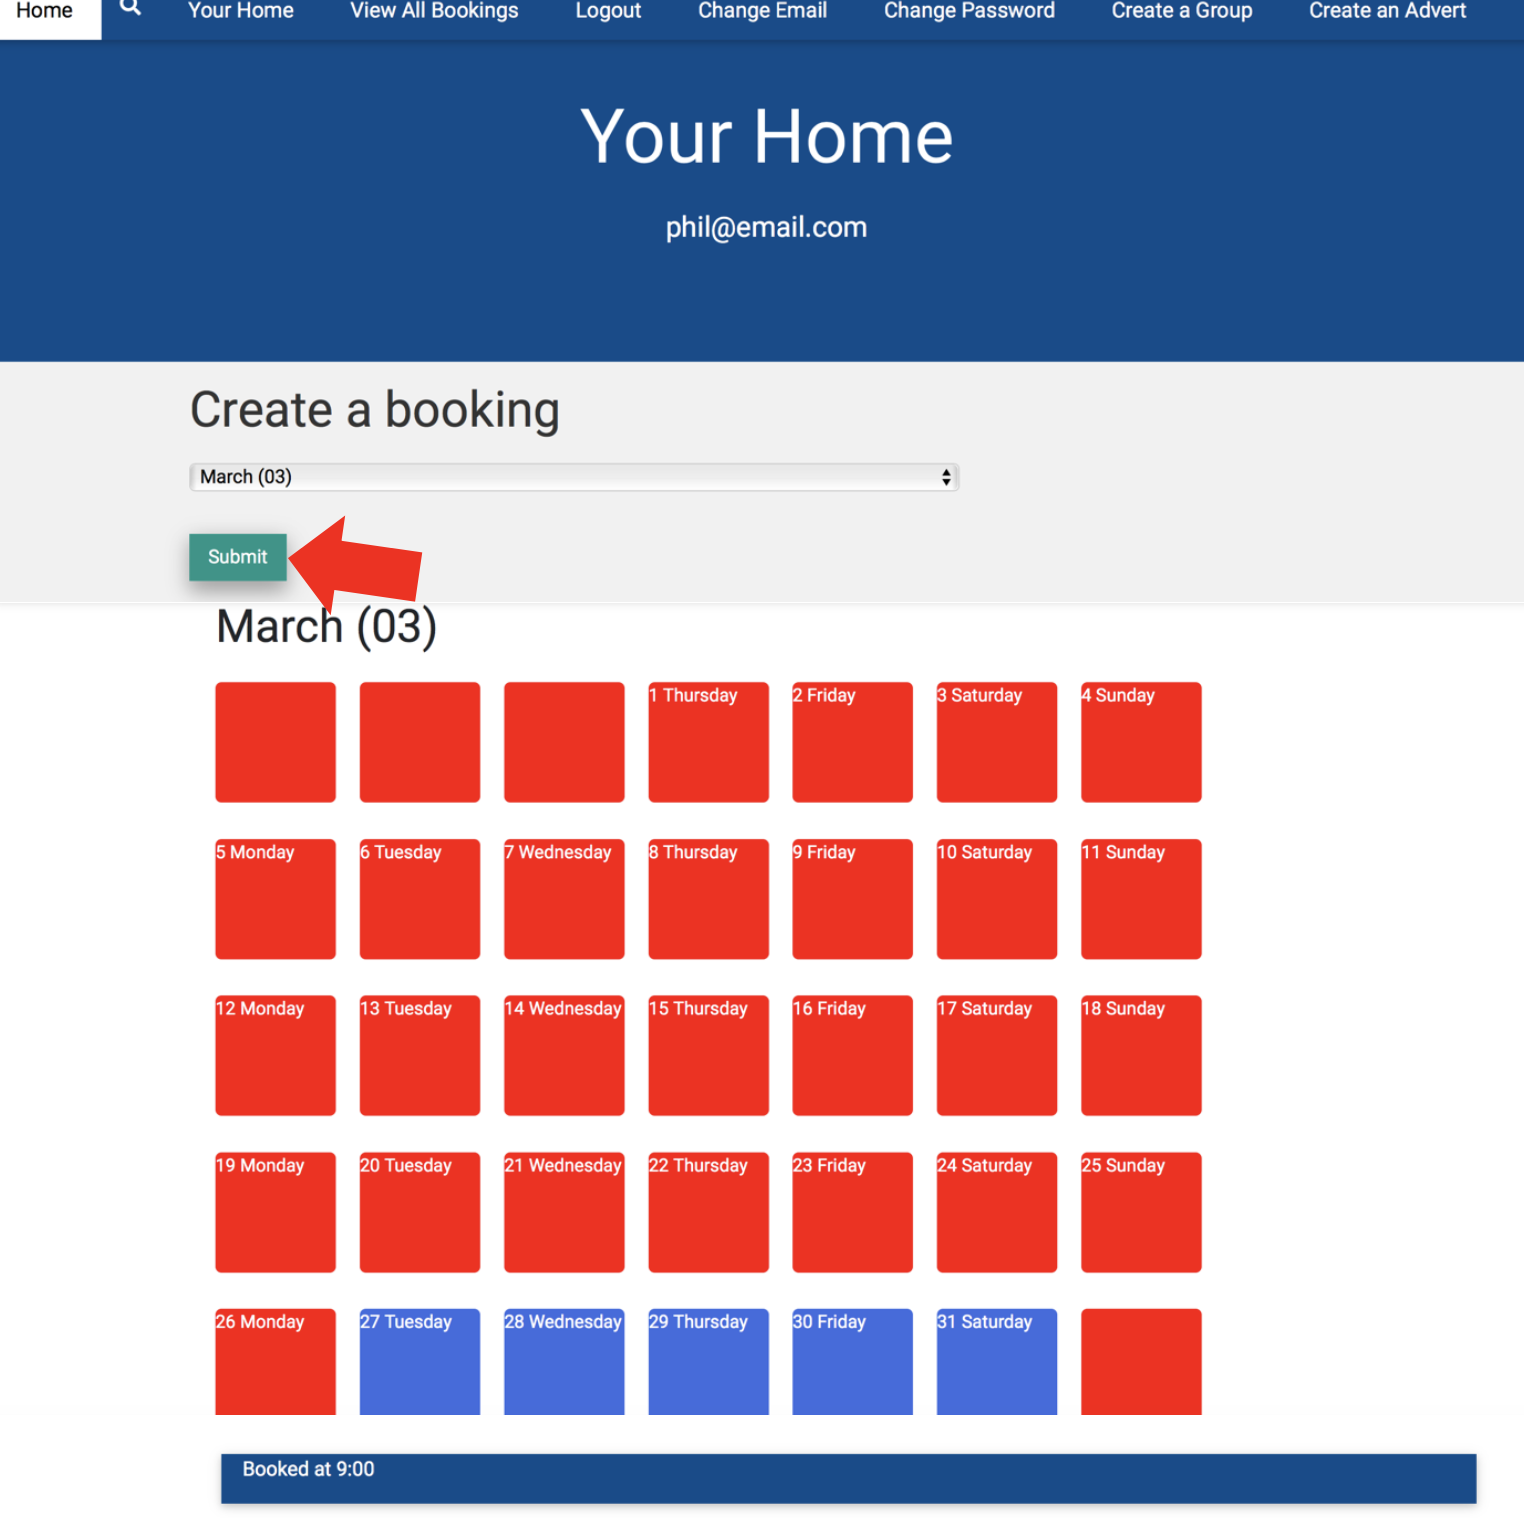 Home Your Home View All Bookings Logout Change Email Change Password Create a Group Create an Advert
Your Home
phil@email.com
Create a booking
March (03)
Submit
March (03)
1 Thursday 2 Friday 3 Saturday 4 Sunday
5 Monday 6 Tuesday 7 Wednesday 8 Thursday 9 Friday 10 Saturday 11 Sunday
12 Monday 13 Tuesday 14 Wednesday 15 Thursday 16 Friday 17 Saturday 18 Sunday
19 Monday 20 Tuesday 21 Wednesday 22 Thursday 23 Friday 24 Saturday 25 Sunday
26 Monday 27 Tuesday 28 Wednesday 29 Thursday 30 Friday 31 Saturday
Booked at 9:00